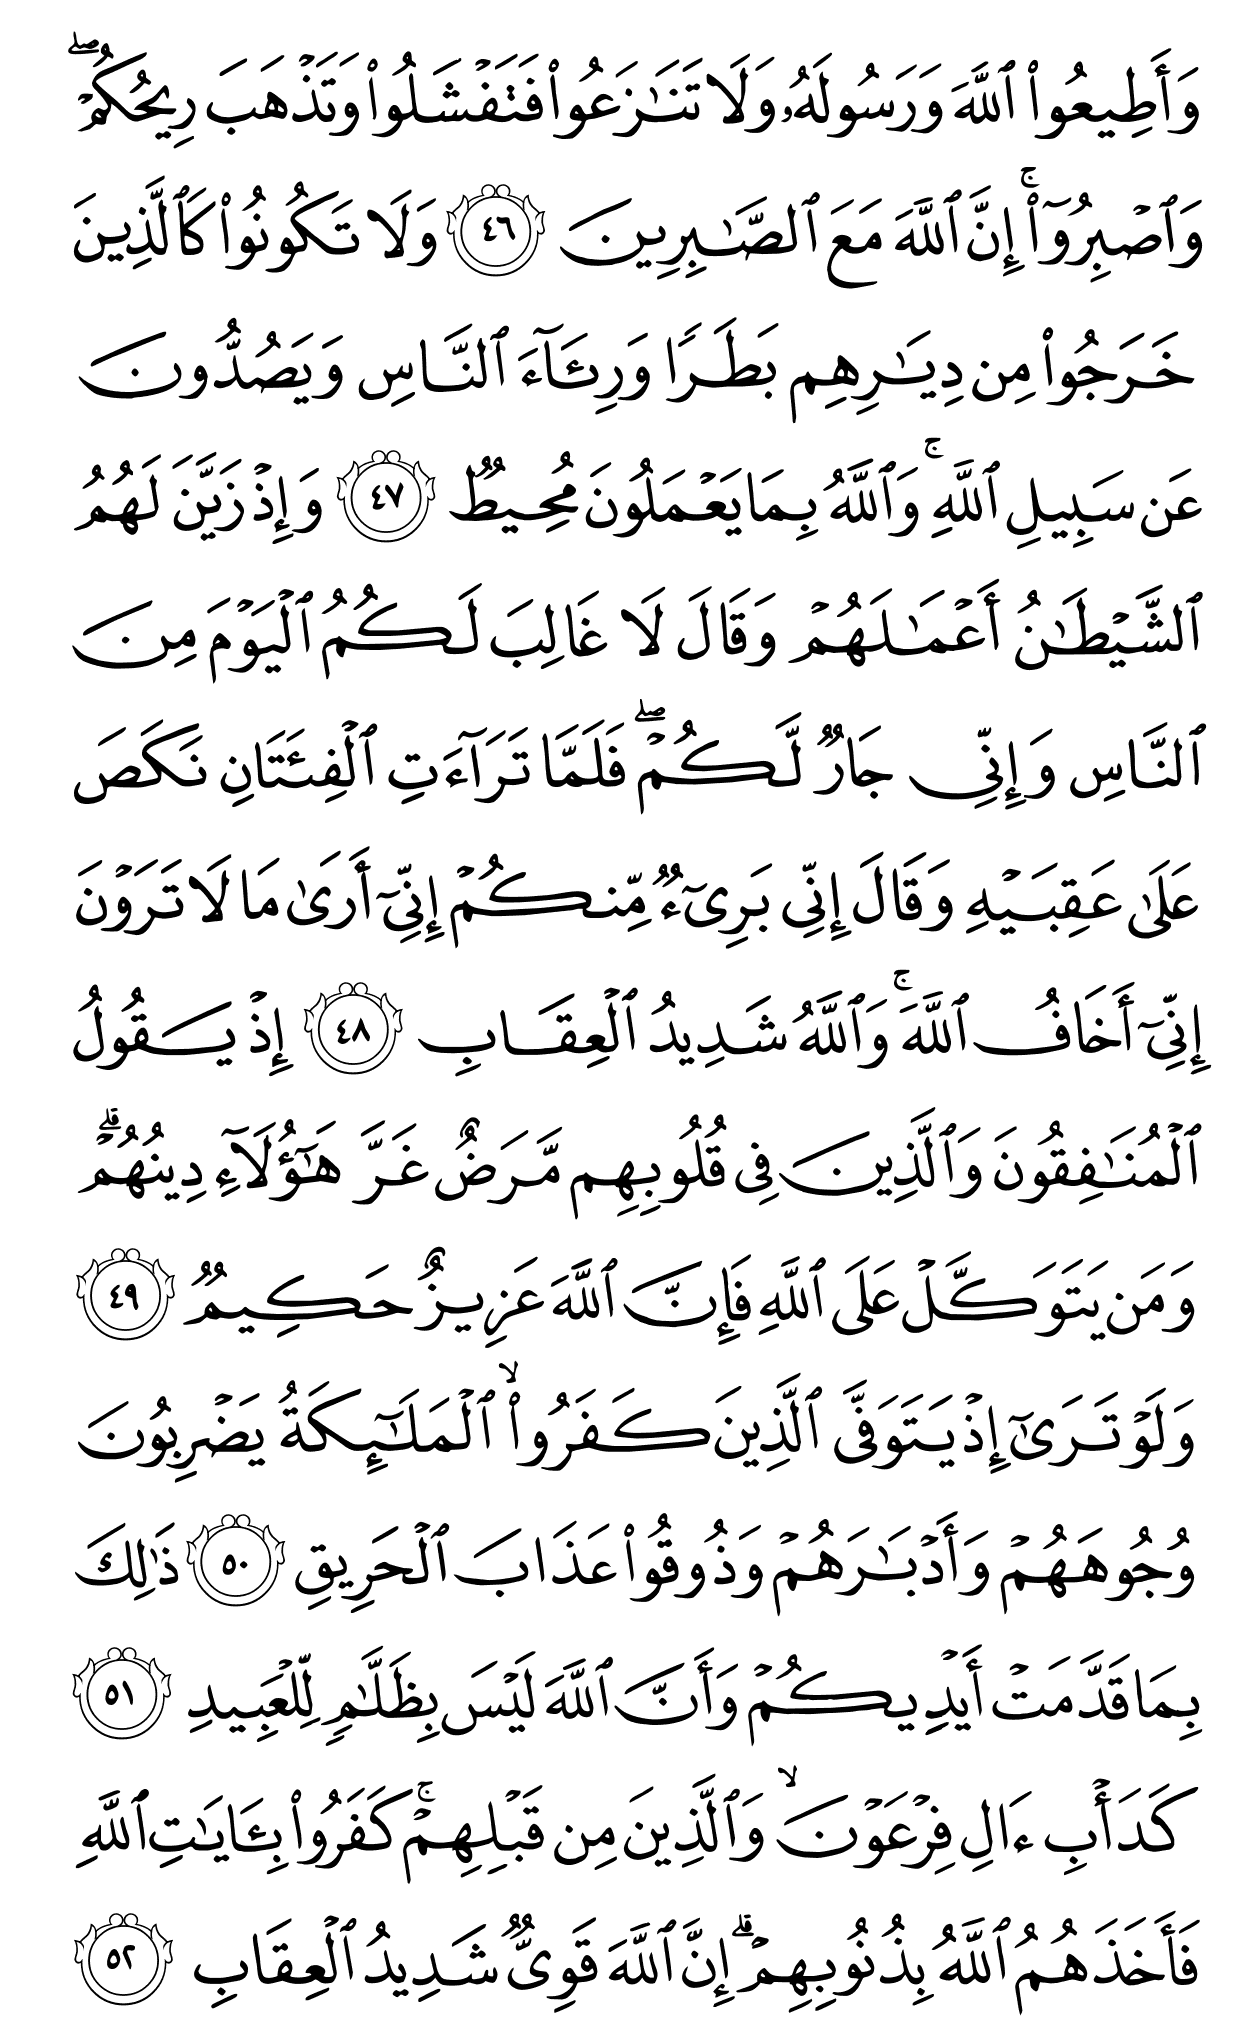 وَأَطِيعُوا۟ ٱللَّهَ وَرَسُولَهُۥ وَلَا تَنَـٰزَعُوا۟ فَتَفْشَلُوا۟ وَتَذْهَبَ رِيحُكُمْ ۖ
وَٱصْبِرُوٓا۟ ۚ إِنَّ ٱللَّهَ مَعَ ٱلصَّـٰبِرِينَ ٤٦ وَلَا تَكُونُوا۟ كَٱلَّذِينَ
خَرَجُوا۟ مِن دِيَـٰرِهِم بَطَرًا وَرِئَآءَ ٱلنَّاسِ وَيَصُدُّونَ
عَن سَبِيلِ ٱللَّهِ ۚ وَٱللَّهُ بِمَا يَعْمَلُونَ مُحِيطٌ ٤٧ وَإِذْ زَيَّنَ لَهُمُ
ٱلشَّيْطَـٰنُ أَعْمَـٰلَهُمْ وَقَالَ لَا غَالِبَ لَكُمُ ٱلْيَوْمَ مِنَ
ٱلنَّاسِ وَإِنِّى جَارٌ لَّكُمْ ۖ فَلَمَّا تَرَآءَتِ ٱلْفِئَتَانِ نَكَصَ
عَلَىٰ عَقِبَيْهِ وَقَالَ إِنِّى بَرِىٓءٌ مِّنكُمْ إِنِّىٓ أَرَىٰ مَا لَا تَرَوْنَ
إِنِّىٓ أَخَافُ ٱللَّهَ ۚ وَٱللَّهُ شَدِيدُ ٱلْعِقَابِ ٤٨ إِذْ يَقُولُ
ٱلْمُنَـٰفِقُونَ وَٱلَّذِينَ فِى قُلُوبِهِم مَّرَضٌ غَرَّ هَـٰٓؤُلَآءِ دِينُهُمْ ۗ
وَمَن يَتَوَكَّلْ عَلَى ٱللَّهِ فَإِنَّ ٱللَّهَ عَزِيزٌ حَكِيمٌ ٤٩
وَلَوْ تَرَىٰٓ إِذْ يَتَوَفَّى ٱلَّذِينَ كَفَرُوا۟ ۙ ٱلْمَلَـٰٓئِكَةُ يَضْرِبُونَ
وُجُوهَهُمْ وَأَدْبَـٰرَهُمْ وَذُوقُوا۟ عَذَابَ ٱلْحَرِيقِ ٥٠ ذَٰلِكَ
بِمَا قَدَّمَتْ أَيْدِيكُمْ وَأَنَّ ٱللَّهَ لَيْسَ بِظَلَّـٰمٍ لِّلْعَبِيدِ ٥١
كَدَأْبِ ءَالِ فِرْعَوْنَ ۙ وَٱلَّذِينَ مِن قَبْلِهِمْ ۚ كَفَرُوا۟ بِـَٔايَـٰتِ ٱللَّهِ
فَأَخَذَهُمُ ٱللَّهُ بِذُنُوبِهِمْ ۗ إِنَّ ٱللَّهَ قَوِىٌّ شَدِيدُ ٱلْعِقَابِ ٥٢